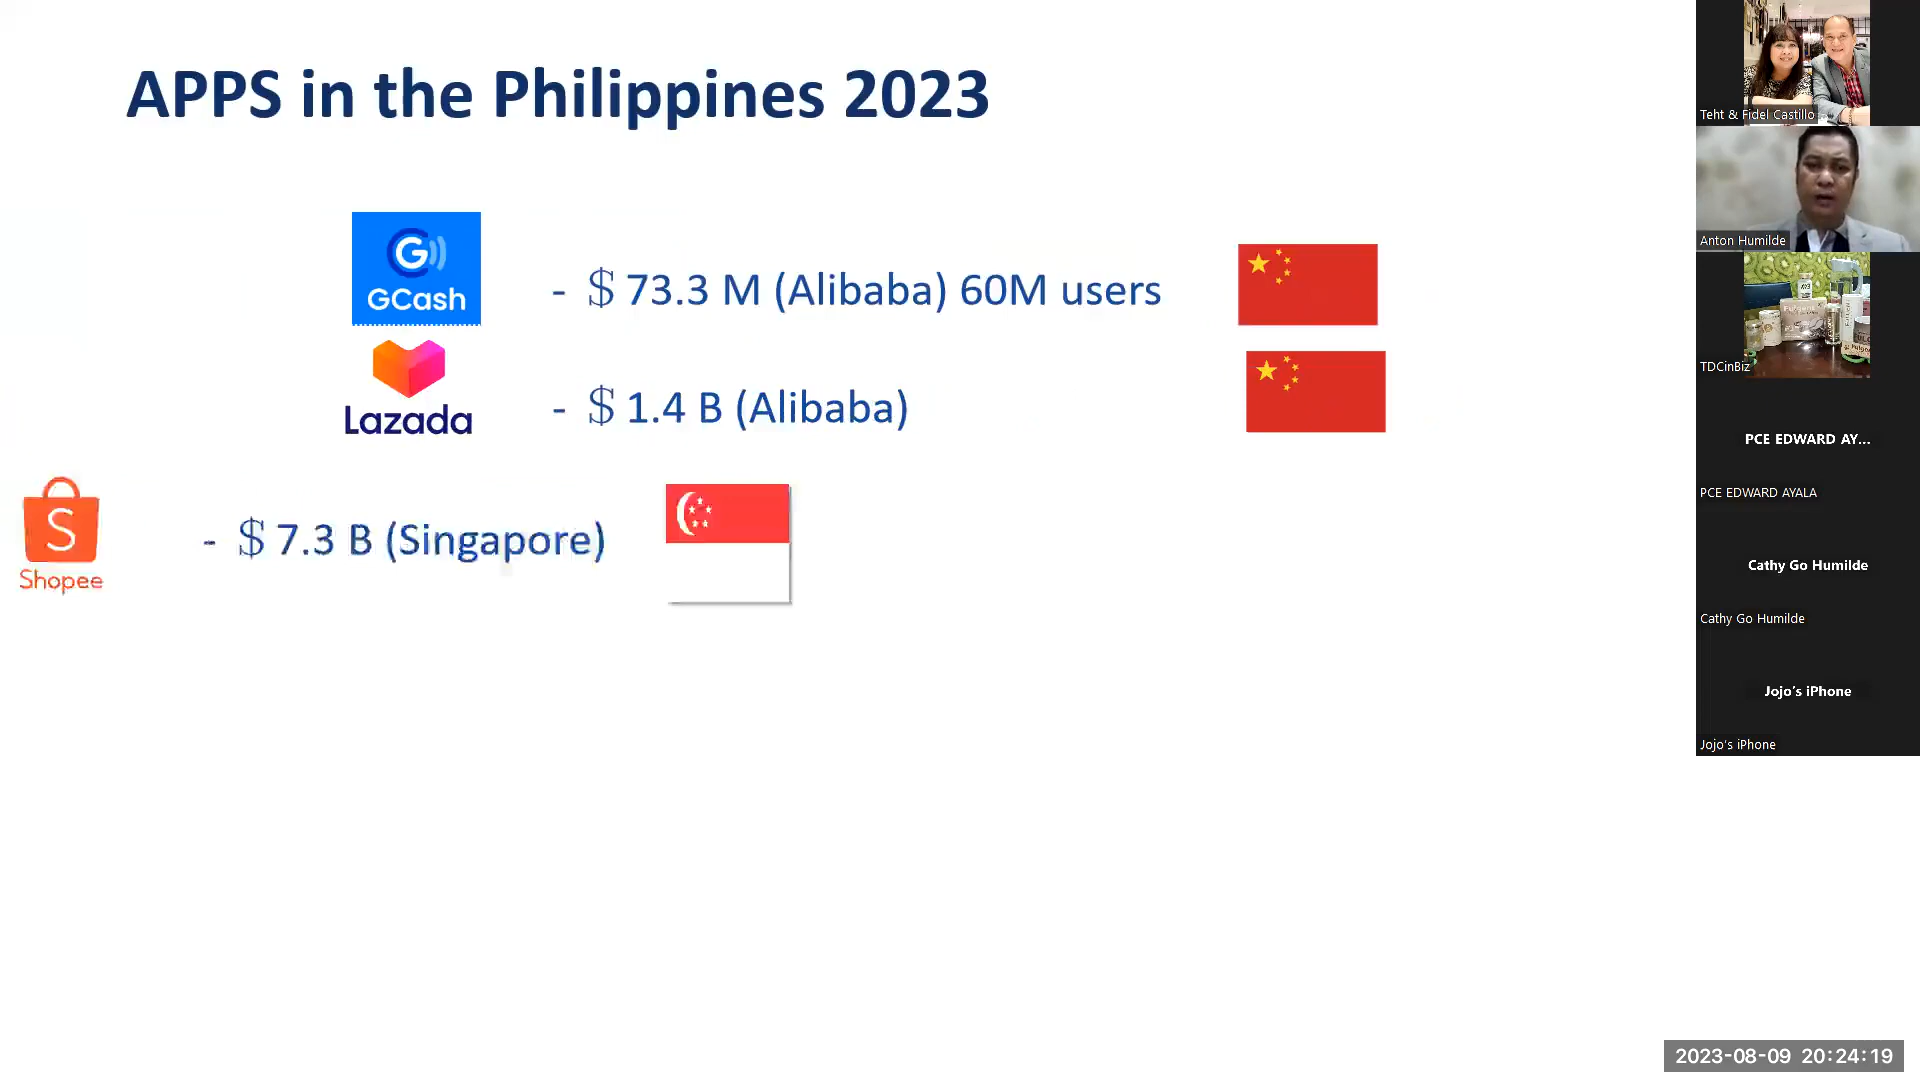 APPS in the Philippines 2023
GCash
- $ 73.3 M (Alibaba) 60M users
Lazada
- $ 1.4 B (Alibaba)
S
Shopee
- $ 7.3 B (Singapore)
Teht & Fidel Castillo
Anton Humilde
TDCinBiz
PCE EDWARD AY...
PCE EDWARD AYALA
Cathy Go Humilde
Cathy Go Humilde
Jojo's iPhone
Jojo's iPhone
2023-08-09 20:24:19